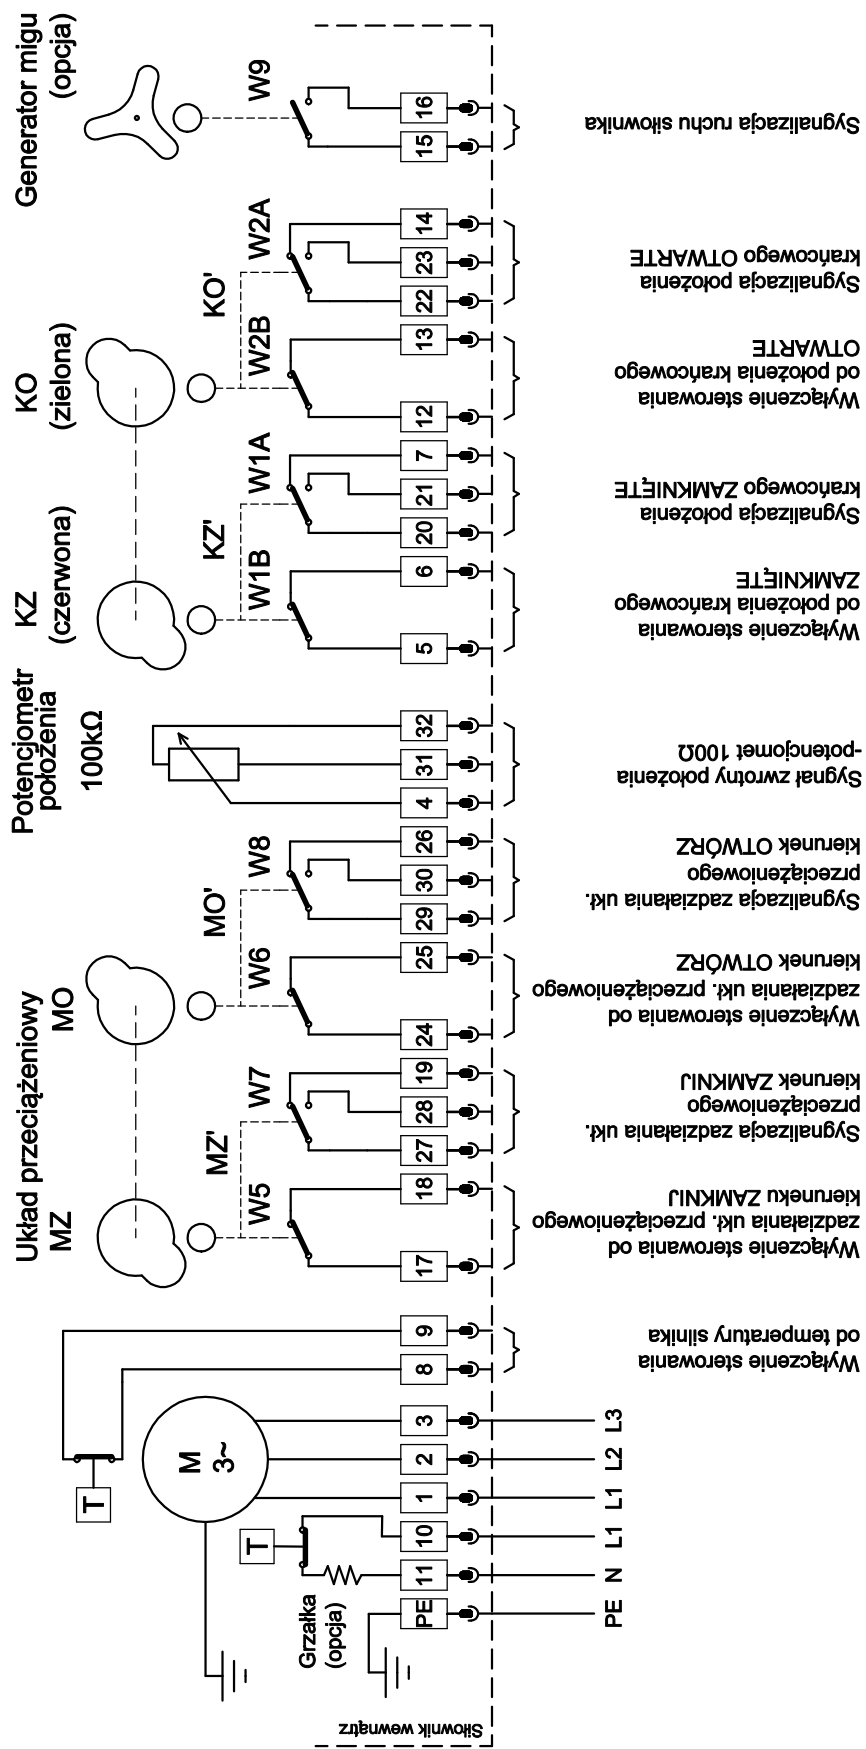 Układ przeciążeniowy
MZ
MO
Potencjometr
położenia
100kΩ
KZ
(czerwona)
KO
(zielona)
Generator migu
(opcja)
T
M
3~
T
Grzałka
(opcja)
MZ'
W5
W7
MO'
W6
W8
KZ'
W1B
W1A
KO'
W2B
W2A
W9
PE
11
10
1
2
3
8
9
17
18
27
28
19
24
25
29
30
26
4
31
32
5
6
20
21
7
12
13
22
23
14
15
16
Siłownik wewnątrz
PE
N
L1
L1
L2
L3
Wyłączenie sterowania
od temperatury silnika
Wyłączenie sterowania od
zadziałania ukł. przeciążeniowego
kieruneku ZAMKNIJ
Sygnalizacja zadziałania ukł.
przeciążeniowego
kierunek ZAMKNIJ
Wyłączenie sterowania od
zadziałania ukł. przeciążeniowego
kierunek OTWÓRZ
Sygnalizacja zadziałania ukł.
przeciążeniowego
kierunek OTWÓRZ
Sygnał zwrotny położenia
-potencjomet 100Ω
Wyłączenie sterowania
od położenia krańcowego
ZAMKNIĘTE
Sygnalizacja położenia
krańcowego ZAMKNIĘTE
Wyłączenie sterowania
od położenia krańcowego
OTWARTE
Sygnalizacja położenia
krańcowego OTWARTE
Sygnalizacja ruchu siłownika